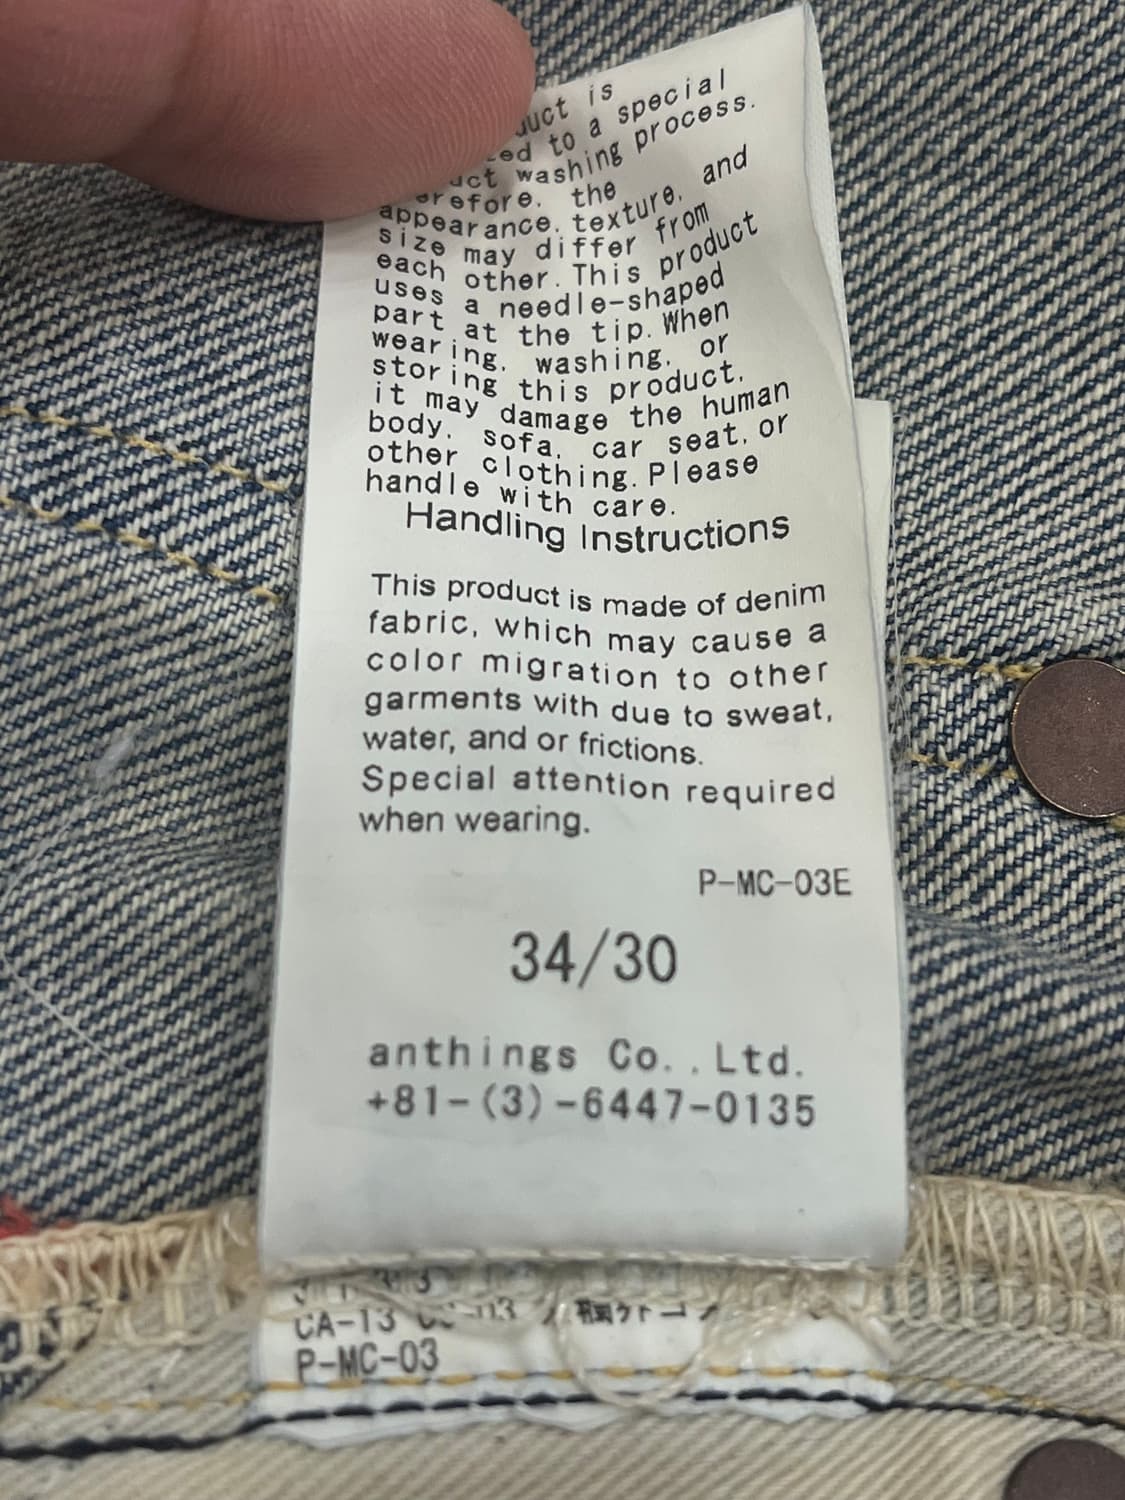 is
to a special
washing process.
the
appearance. texture. and
size may differ from
each other. This product
uses a needle-shaped
part at the tip. When
wearing. washing. or
storing this product.
it may damage the human
body. sofa. car seat. or
other clothing. Please
handle with care.
Handling Instructions
This product is made of denim
fabric, which may cause a
color migration to other
garments with due to sweat,
water, and or frictions.
Special attention required
when wearing.
P-MC-03E
34/30
anthings Co.,Ltd.
+81-(3)-6447-0135
CA-13
P-MC-03